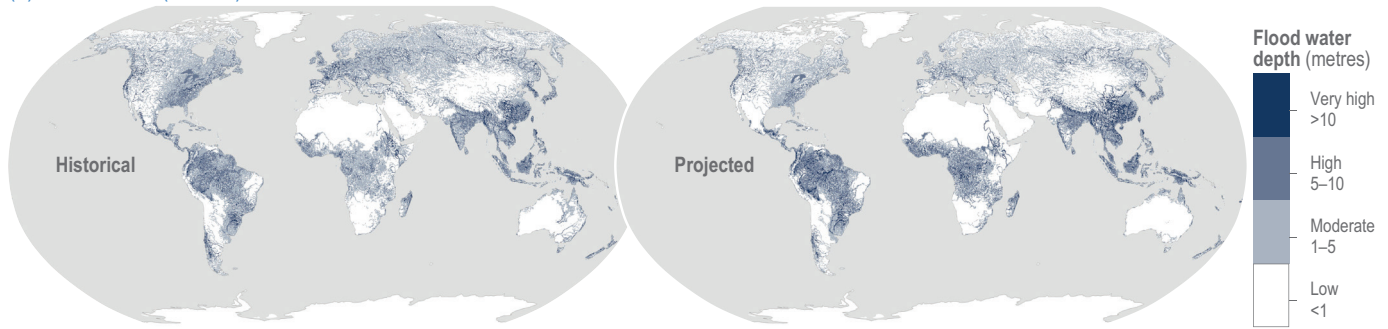 Historical
Projected
Flood water
depth (metres)
Very high
>10
High
5–10
Moderate
1–5
Low
<1